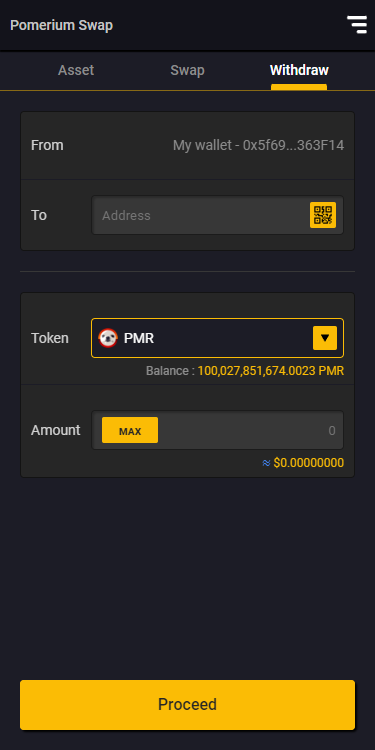 Pomerium Swap
Asset Swap Withdraw
From My wallet - 0x5f69...363F14
To Address
Token PMR
Balance : 100,027,851,674.0023 PMR
Amount MAX 0
≈ $0.00000000
Proceed